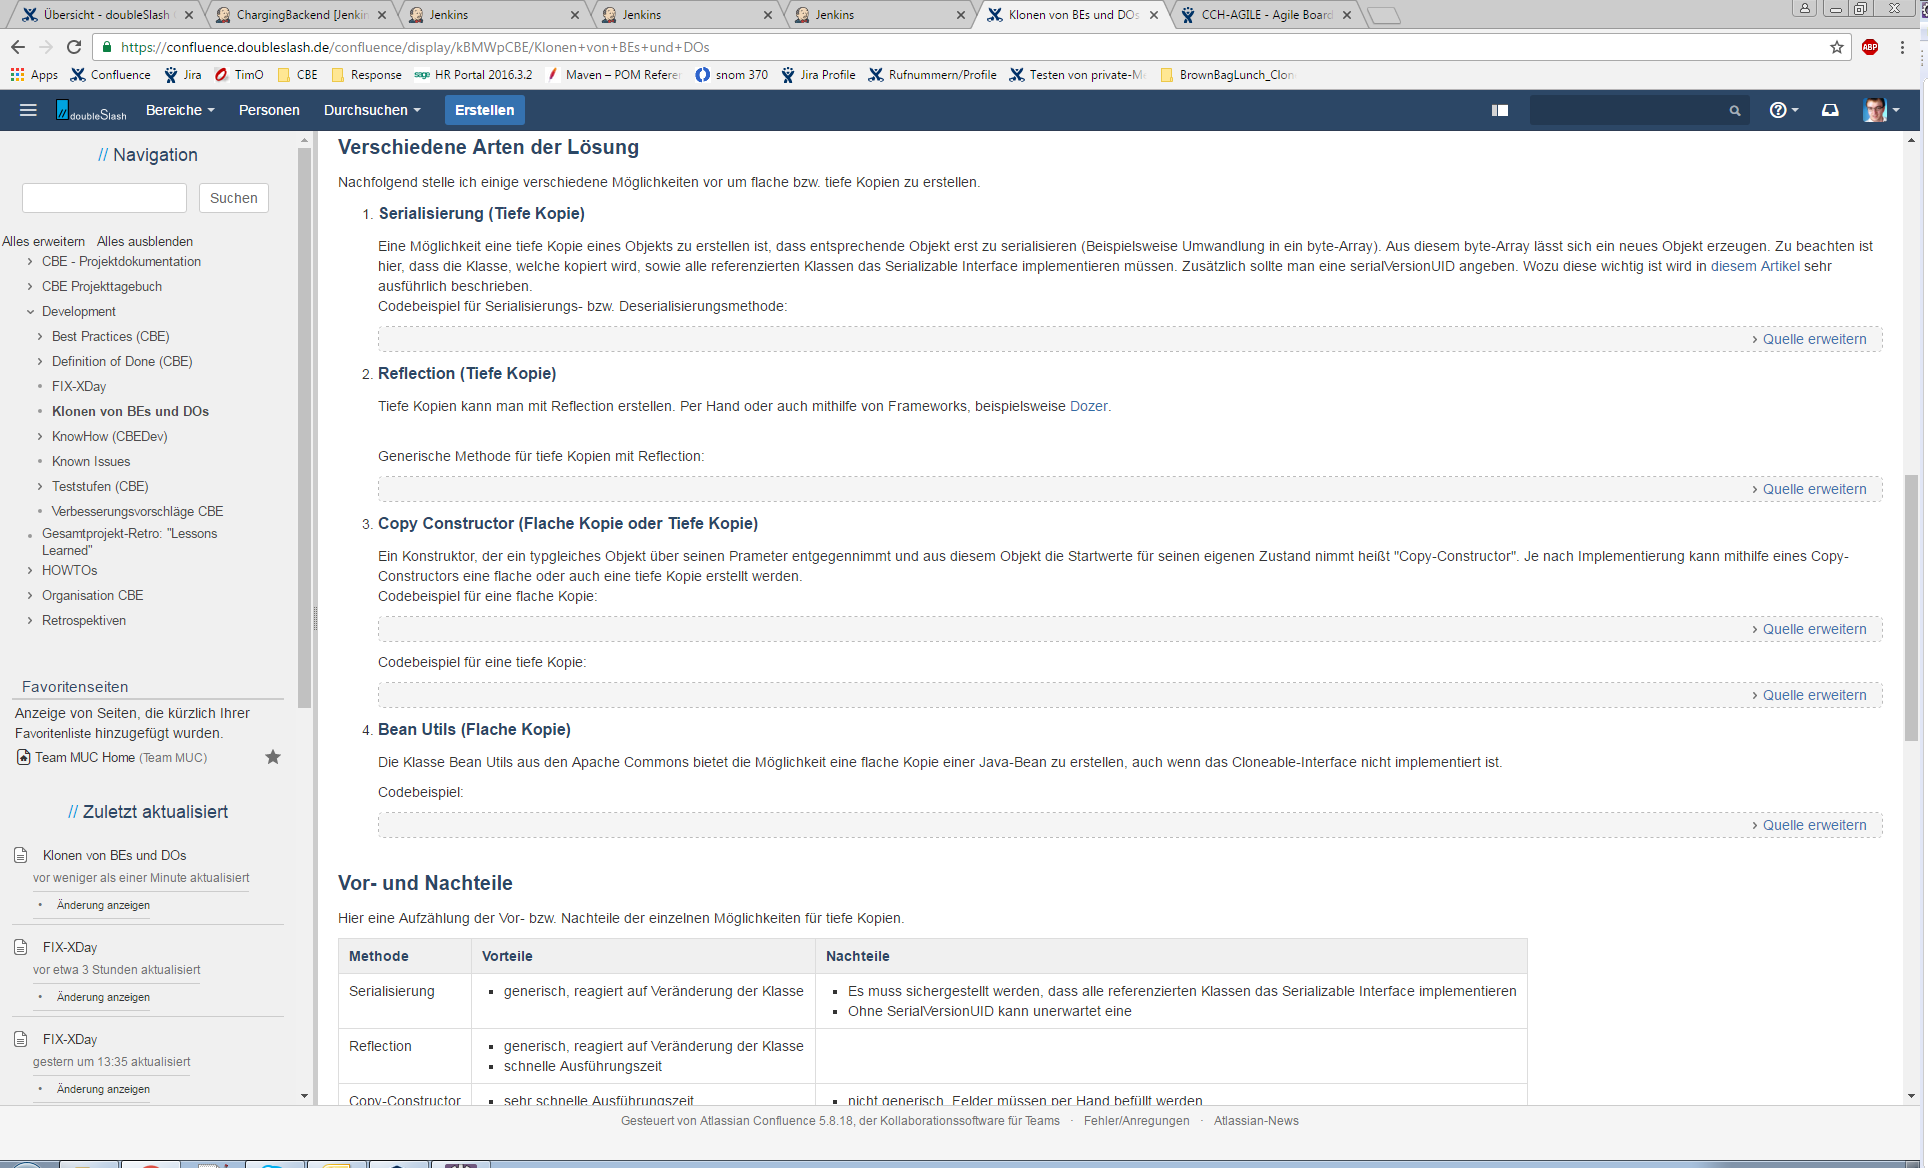 Übersicht - doubleSlash
ChargingBackend [Jenkin
Jenkins
Jenkins
Jenkins
Klonen von BEs und DOs
CCH-AGILE - Agile Board
https://confluence.doubleslash.de/confluence/display/kBMWpCBE/Klonen+von+BEs+und+DOs
ABP
Apps
Confluence
Jira
TimO
CBE
Response
sage HR Portal 2016.3.2
Maven – POM Referen
snom 370
Jira Profile
Rufnummern/Profile
Testen von private-Me
BrownBagLunch_Clon
doubleSlash
Bereiche
Personen
Durchsuchen
Erstellen
// Navigation
Suchen
Alles erweitern Alles ausblenden
CBE - Projektdokumentation
CBE Projekttagebuch
Development
Best Practices (CBE)
Definition of Done (CBE)
FIX-XDay
Klonen von BEs und DOs
KnowHow (CBEDev)
Known Issues
Teststufen (CBE)
Verbesserungsvorschläge CBE
Gesamtprojekt-Retro: "Lessons
Learned"
HOWTOs
Organisation CBE
Retrospektiven
Favoritenseiten
Anzeige von Seiten, die kürzlich Ihrer
Favoritenliste hinzugefügt wurden.
Team MUC Home (Team MUC)
// Zuletzt aktualisiert
Klonen von BEs und DOs
vor weniger als einer Minute aktualisiert
Änderung anzeigen
FIX-XDay
vor etwa 3 Stunden aktualisiert
Änderung anzeigen
FIX-XDay
gestern um 13:35 aktualisiert
Änderung anzeigen
Verschiedene Arten der Lösung
Nachfolgend stelle ich einige verschiedene Möglichkeiten vor um flache bzw. tiefe Kopien zu erstellen.
1. Serialisierung (Tiefe Kopie)
Eine Möglichkeit eine tiefe Kopie eines Objekts zu erstellen ist, dass entsprechende Objekt erst zu serialisieren (Beispielsweise Umwandlung in ein byte-Array). Aus diesem byte-Array lässt sich ein neues Objekt erzeugen. Zu beachten ist
hier, dass die Klasse, welche kopiert wird, sowie alle referenzierten Klassen das Serializable Interface implementieren müssen. Zusätzlich sollte man eine serialVersionUID angeben. Wozu diese wichtig ist wird in diesem Artikel sehr
ausführlich beschrieben.
Codebeispiel für Serialisierungs- bzw. Deserialisierungsmethode:
Quelle erweitern
2. Reflection (Tiefe Kopie)
Tiefe Kopien kann man mit Reflection erstellen. Per Hand oder auch mithilfe von Frameworks, beispielsweise Dozer.
Generische Methode für tiefe Kopien mit Reflection:
Quelle erweitern
3. Copy Constructor (Flache Kopie oder Tiefe Kopie)
Ein Konstruktor, der ein typgleiches Objekt über seinen Prameter entgegennimmt und aus diesem Objekt die Startwerte für seinen eigenen Zustand nimmt heißt "Copy-Constructor". Je nach Implementierung kann mithilfe eines Copy-
Constructors eine flache oder auch eine tiefe Kopie erstellt werden.
Codebeispiel für eine flache Kopie:
Quelle erweitern
Codebeispiel für eine tiefe Kopie:
Quelle erweitern
4. Bean Utils (Flache Kopie)
Die Klasse Bean Utils aus den Apache Commons bietet die Möglichkeit eine flache Kopie einer Java-Bean zu erstellen, auch wenn das Cloneable-Interface nicht implementiert ist.
Codebeispiel:
Quelle erweitern
Vor- und Nachteile
Hier eine Aufzählung der Vor- bzw. Nachteile der einzelnen Möglichkeiten für tiefe Kopien.
Methode Vorteile Nachteile
Serialisierung
generisch, reagiert auf Veränderung der Klasse
Es muss sichergestellt werden, dass alle referenzierten Klassen das Serializable Interface implementieren
Ohne SerialVersionUID kann unerwartet eine
Reflection
generisch, reagiert auf Veränderung der Klasse
schnelle Ausführungszeit
Copy-Constructor
sehr schnelle Ausführungszeit
nicht generisch, Felder müssen per Hand befüllt werden
Gesteuert von Atlassian Confluence 5.8.18, der Kollaborationssoftware für Teams · Fehler/Anregungen · Atlassian-News